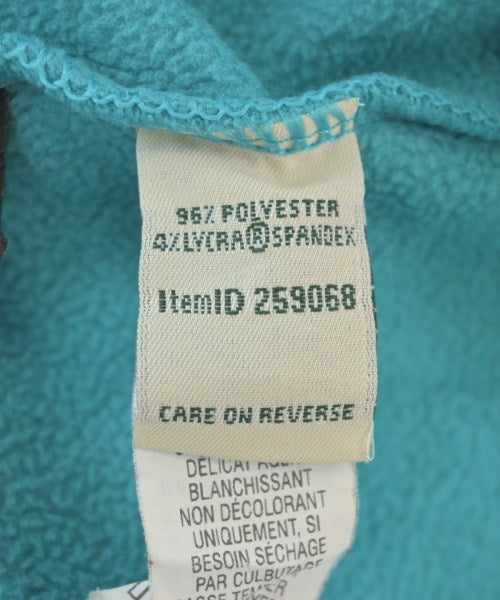 96% POLYESTER
4%LYCRA®SPANDEX
ItemID 259068
CARE ON REVERSE
DÉLICAT
BLANCHISSANT
NON DÉCOLORANT
UNIQUEMENT, SI
BESOIN SÉCHAGE
PAR CULBUTAGE